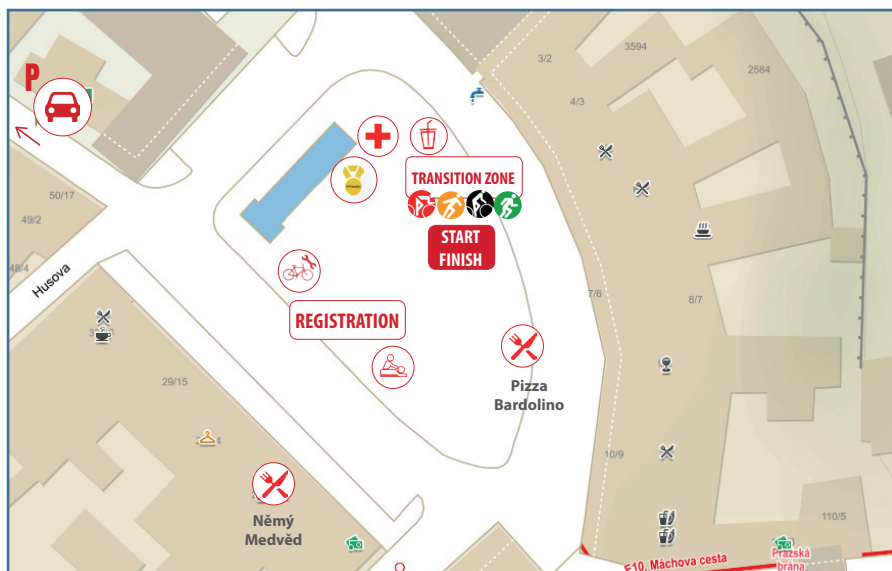 P
3/2
3594
2584
4/3
TRANSITION ZONE
50/17
49/2
START
FINISH
48/4
Husova
7/6
8/7
REGISTRATION
29/15
Pizza
Bardolino
10/9
Němý
Medvěd
110/5
E10, Máchova cesta
Pražská
brána